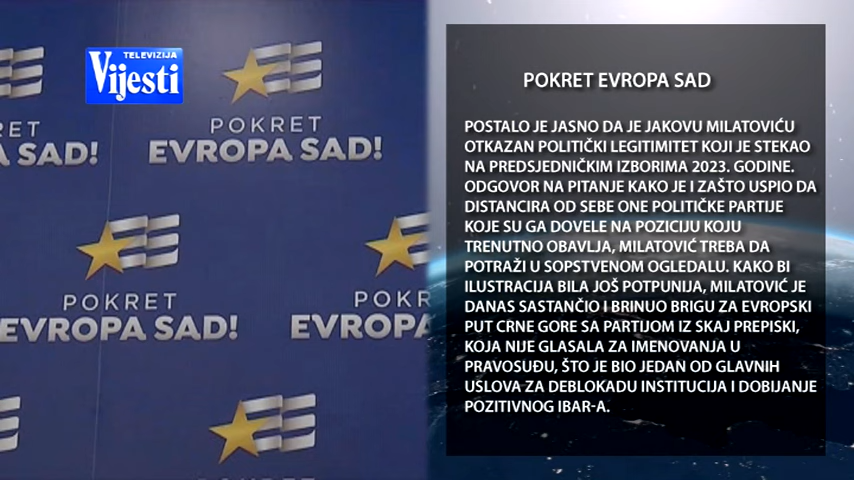 TELEVIZIJA
Vijesti
POKRET
EVROPA SAD!
KRET
A SAD!
POKRET
EVROPA SAD!
POKRET
EVROPA S
POKRET
POKRET EVROPA SAD
POSTALO JE JASNO DA JE JAKOVU MILATOVIĆU
OTKAZAN POLITIČKI LEGITIMITET KOJI JE STEKAO
NA PREDSJEDNIČKIM IZBORIMA 2023. GODINE.
ODGOVOR NA PITANJE KAKO JE I ZAŠTO USPIO DA
DISTANCIRA OD SEBE ONE POLITIČKE PARTIJE
KOJE SU GA DOVELE NA POZICIJU KOJU
TRENUTNO OBAVLJA, MILATOVIĆ TREBA DA
POTRAŽI U SOPSTVENOM OGLEDALU. KAKO BI
ILUSTRACIJA BILA JOŠ POTPUNIJA, MILATOVIĆ JE
DANAS SASTANČIO I BRINUO BRIGU ZA EVROPSKI
PUT CRNE GORE SA PARTIJOM IZ SKAJ PREPISKI,
KOJA NIJE GLASALA ZA IMENOVANJA U
PRAVOSUĐU, ŠTO JE BIO JEDAN OD GLAVNIH
USLOVA ZA DEBLOKADU INSTITUCIJA I DOBIJANJE
POZITIVNOG IBAR-A.